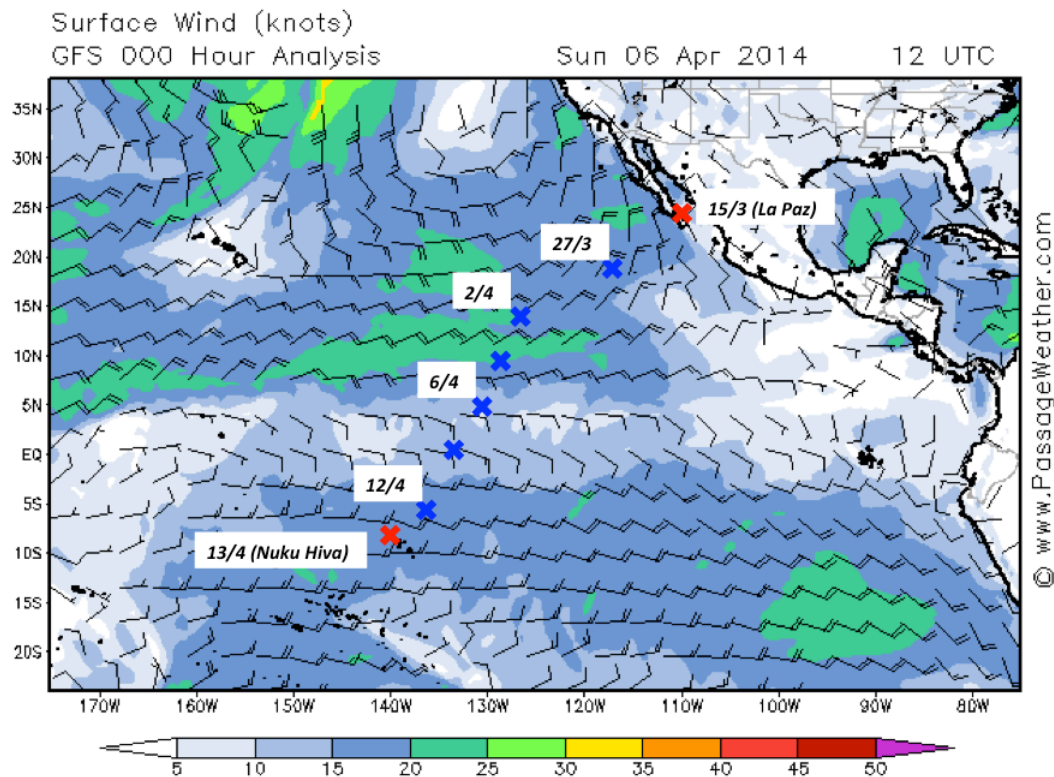 Surface Wind (knots)
GFS 000 Hour Analysis Sun 06 Apr 2014 12 UTC
35N
30N
25N
20N
15N
10N
5N
EQ
5S
10S
15S
20S
15/3 (La Paz)
27/3
2/4
6/4
12/4
13/4 (Nuku Hiva)
170W 160W 150W 140W 130W 120W 110W 100W 90W 80W
5 10 15 20 25 30 35 40 45 50
© www.PassageWeather.com